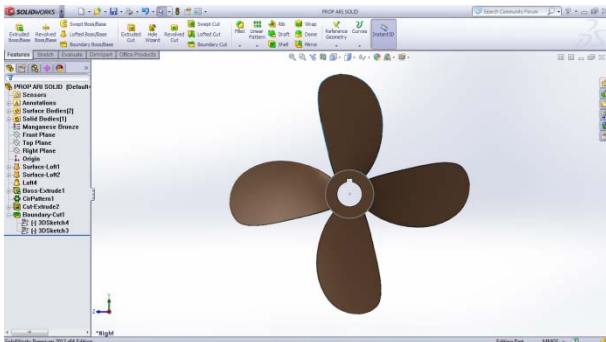 SOLIDWORKS
PROP ARI SOLID
Search Community Forum
Extruded Boss/Base
Revolved Boss/Base
Swept Boss/Base
Lofted Boss/Base
Boundary Boss/Base
Extruded Cut
Hole Wizard
Revolved Cut
Swept Cut
Lofted Cut
Boundary Cut
Fillet
Linear Pattern
Rib
Draft
Shell
Wrap
Dome
Mirror
Reference Geometry
Curves
Instant3D
Features
Sketch
Evaluate
DimXpert
Office Products
PROP ARI SOLID (Default
Sensors
Annotations
Surface Bodies(2)
Solid Bodies(1)
Manganese Bronze
Front Plane
Top Plane
Right Plane
Origin
Surface-Loft1
Surface-Loft2
Loft4
Boss-Extrude1
CirPattern1
Cut-Extrude2
Boundary-Cut1
(-) 3DSketch4
(-) 3DSketch3
Y
Z
*Right
Editing Part
MMGS